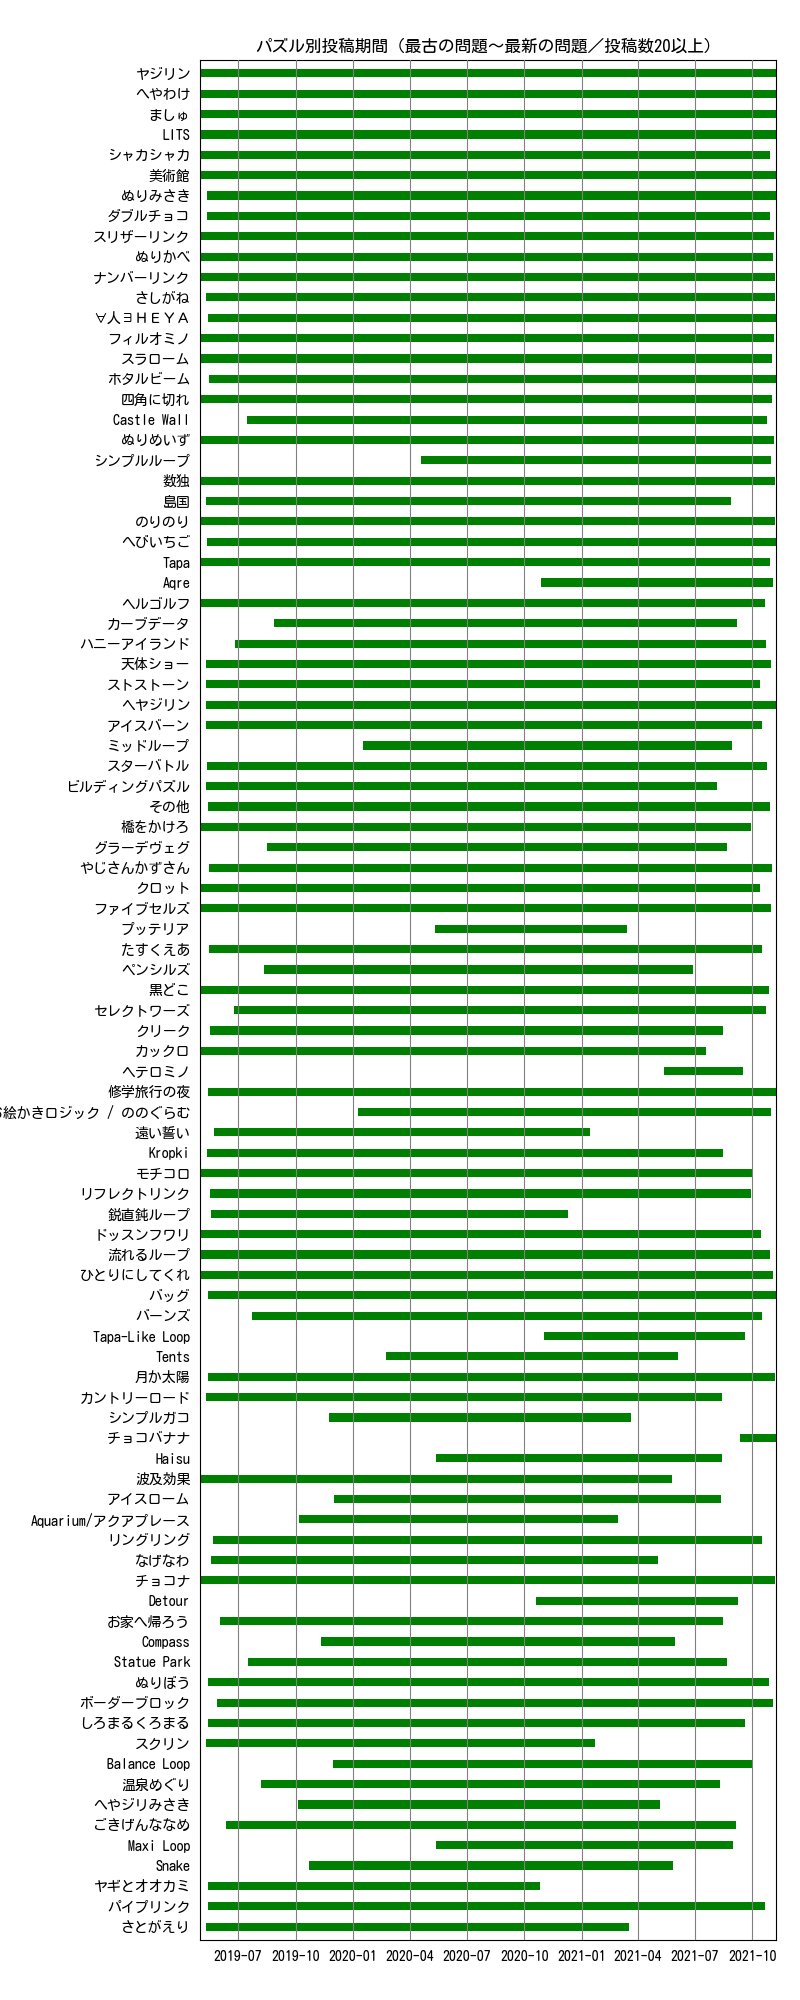 パズル別投稿期間（最古の問題～最新の問題／投稿数20以上）
ヤジリン
へやわけ
ましゅ
LITS
シャカシャカ
美術館
ぬりみさき
ダブルチョコ
スリザーリンク
ぬりかべ
ナンバーリンク
さしがね
∀人∃ＨＥＹＡ
フィルオミノ
スラローム
ホタルビーム
四角に切れ
Castle Wall
ぬりめいず
シンプルループ
数独
島国
のりのり
へびいちご
Tapa
Aqre
ヘルゴルフ
カーブデータ
ハニーアイランド
天体ショー
ストストーン
ヘヤジリン
アイスバーン
ミッドループ
スターバトル
ビルディングパズル
その他
橋をかけろ
グラーデヴェグ
やじさんかずさん
クロット
ファイブセルズ
プッテリア
たすくえあ
ペンシルズ
黒どこ
セレクトワーズ
クリーク
カックロ
ヘテロミノ
修学旅行の夜
絵かきロジック / ののぐらむ
遠い誓い
Kropki
モチコロ
リフレクトリンク
鋭直鈍ループ
ドッスンフワリ
流れるループ
ひとりにしてくれ
バッグ
バーンズ
Tapa-Like Loop
Tents
月か太陽
カントリーロード
シンプルガコ
チョコバナナ
Haisu
波及効果
アイスローム
Aquarium/アクアプレース
リングリング
なげなわ
チョコナ
Detour
お家へ帰ろう
Compass
Statue Park
ぬりぼう
ボーダーブロック
しろまるくろまる
スクリン
Balance Loop
温泉めぐり
へやジリみさき
ごきげんななめ
Maxi Loop
Snake
ヤギとオオカミ
パイプリンク
さとがえり
2019-07 2019-10 2020-01 2020-04 2020-07 2020-10 2021-01 2021-04 2021-07 2021-10